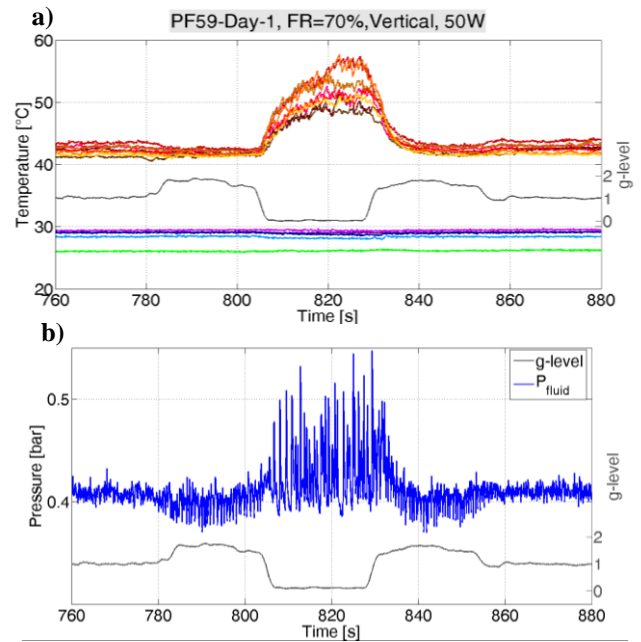 a)
PF59-Day-1, FR=70%,Vertical, 50W
60
50
40
30
20
Temperature [°C]
2
1
0
g-level
760 780 800 820 840 860 880
Time [s]
b)
g-level
P_fluid
0.5
0.4
Pressure [bar]
2
1
0
g-level
760 780 800 820 840 860 880
Time [s]